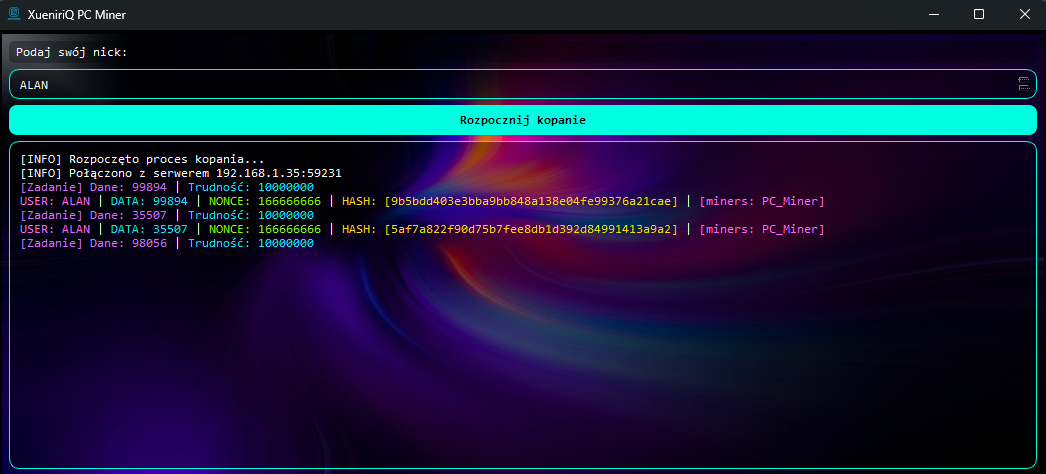 XueniriQ PC Miner
Podaj swój nick:
ALAN
Rozpocznij kopanie
[INFO] Rozpoczęto proces kopania...
[INFO] Połączono z serwerem 192.168.1.35:59231
[Zadanie] Dane: 99894 | Trudność: 10000000
USER: ALAN | DATA: 99894 | NONCE: 166666666 | HASH: [9b5bdd403e3bba9bb848a138e04fe99376a21cae] | [miners: PC_Miner]
[Zadanie] Dane: 35507 | Trudność: 10000000
USER: ALAN | DATA: 35507 | NONCE: 166666666 | HASH: [5af7a822f90d75b7fee8db1d392d84991413a9a2] | [miners: PC_Miner]
[Zadanie] Dane: 98056 | Trudność: 10000000